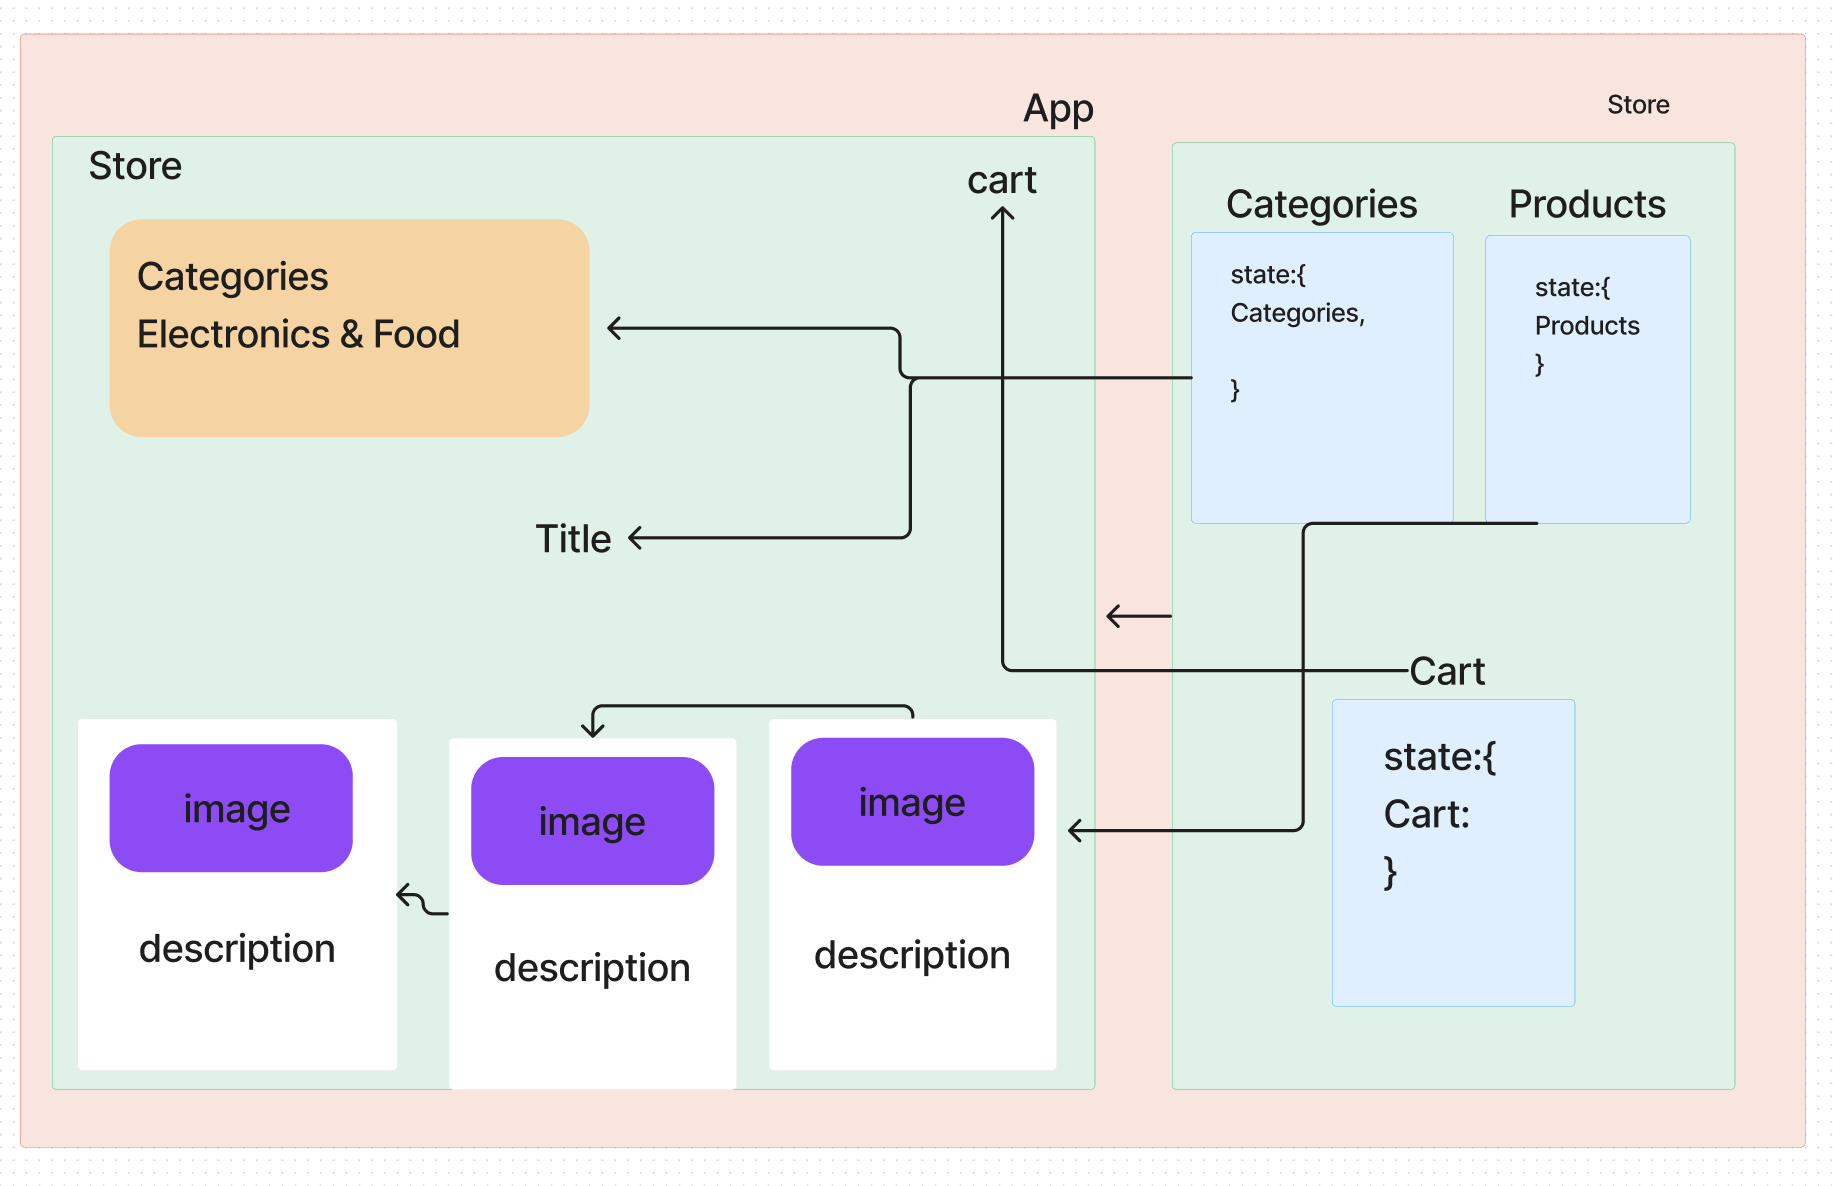 App
Store
Store
cart
Categories
Electronics & Food
Title
image
description
image
description
image
description
Categories
state:{
Categories,
}
Products
state:{
Products
}
Cart
state:{
Cart:
}